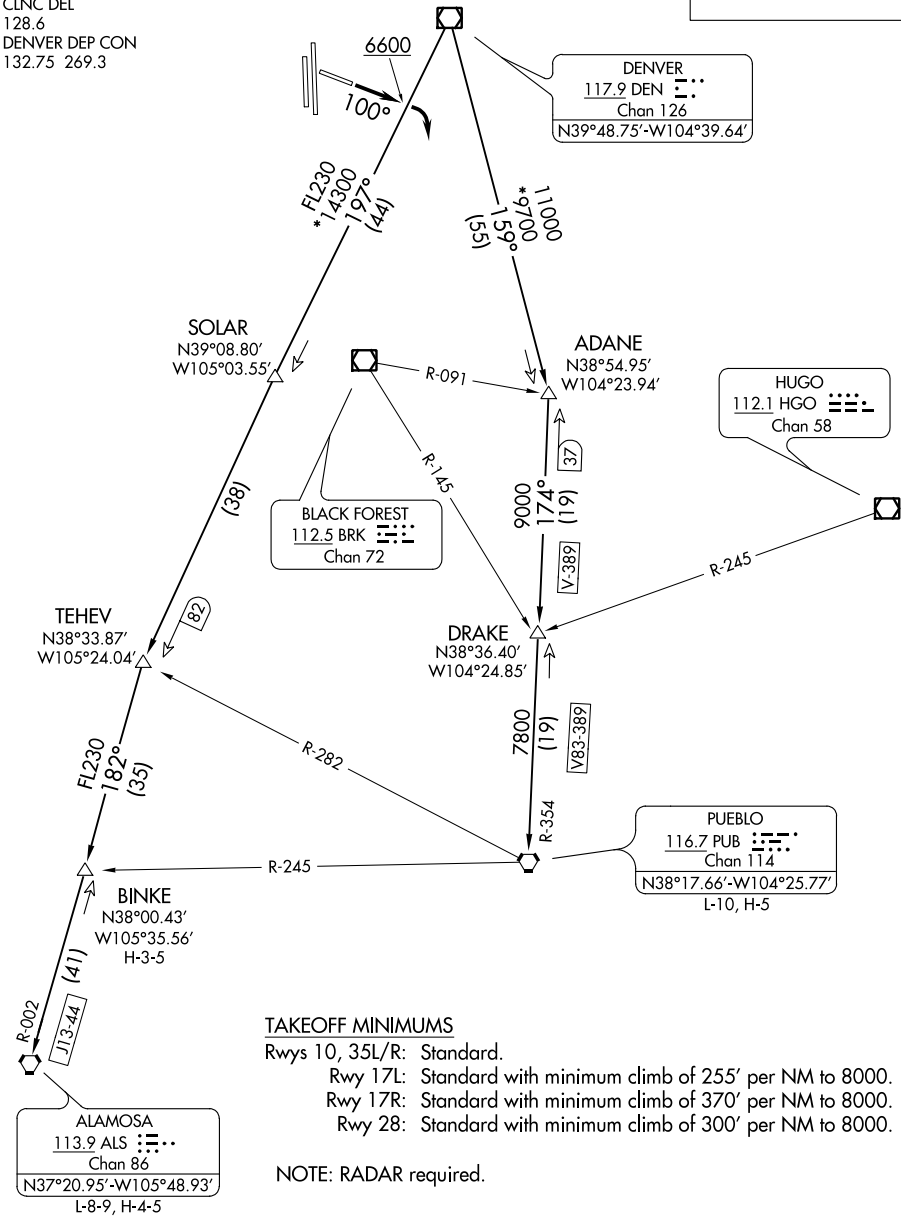 CLNC DEL
128.6
DENVER DEP CON
132.75 269.3
6600
100°
DENVER
117.9 DEN
Chan 126
N39°48.75’-W104°39.64’
FL230
*14300
197°
(44)
11000
*9700
159°
(55)
SOLAR
N39°08.80’
W105°03.55’
ADANE
N38°54.95’
W104°23.94’
R-091
HUGO
112.1 HGO
Chan 58
R-145
37
9000
174°
(19)
V-389
(38)
BLACK FOREST
112.5 BRK
Chan 72
R-245
TEHEV
N38°33.87’
W105°24.04’
82
DRAKE
N38°36.40’
W104°24.85’
7800
(19)
V83-389
R-282
R-354
FL230
182°
(35)
PUEBLO
116.7 PUB
Chan 114
N38°17.66’-W104°25.77’
L-10, H-5
R-245
BINKE
N38°00.43’
W105°35.56’
H-3-5
(41)
R-002
J13-44
ALAMOSA
113.9 ALS
Chan 86
N37°20.95’-W105°48.93’
L-8-9, H-4-5
TAKEOFF MINIMUMS
Rwys 10, 35L/R: Standard.
Rwy 17L: Standard with minimum climb of 255’ per NM to 8000.
Rwy 17R: Standard with minimum climb of 370’ per NM to 8000.
Rwy 28: Standard with minimum climb of 300’ per NM to 8000.
NOTE: RADAR required.